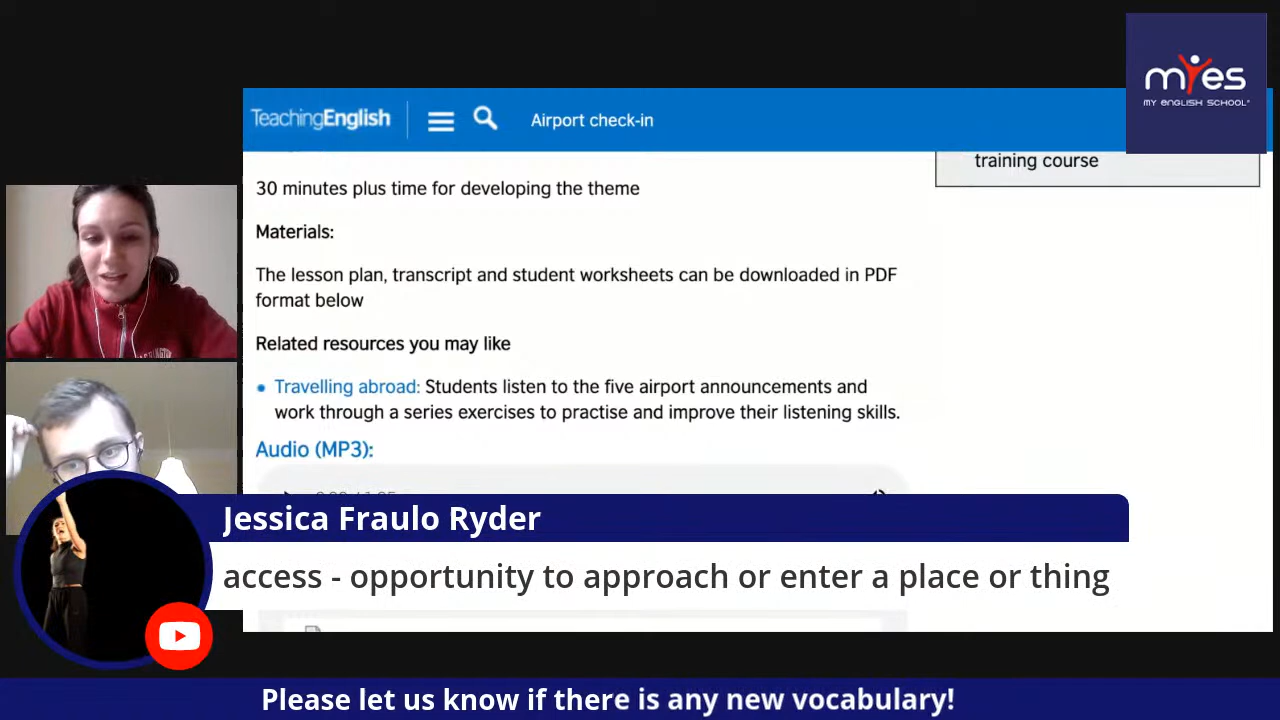 myes
MY ENGLISH SCHOOL
TeachingEnglish
Airport check-in
training course
30 minutes plus time for developing the theme
Materials:
The lesson plan, transcript and student worksheets can be downloaded in PDF
format below
Related resources you may like
Travelling abroad: Students listen to the five airport announcements and
work through a series exercises to practise and improve their listening skills.
Audio (MP3):
Jessica Fraulo Ryder
access - opportunity to approach or enter a place or thing
Please let us know if there is any new vocabulary!